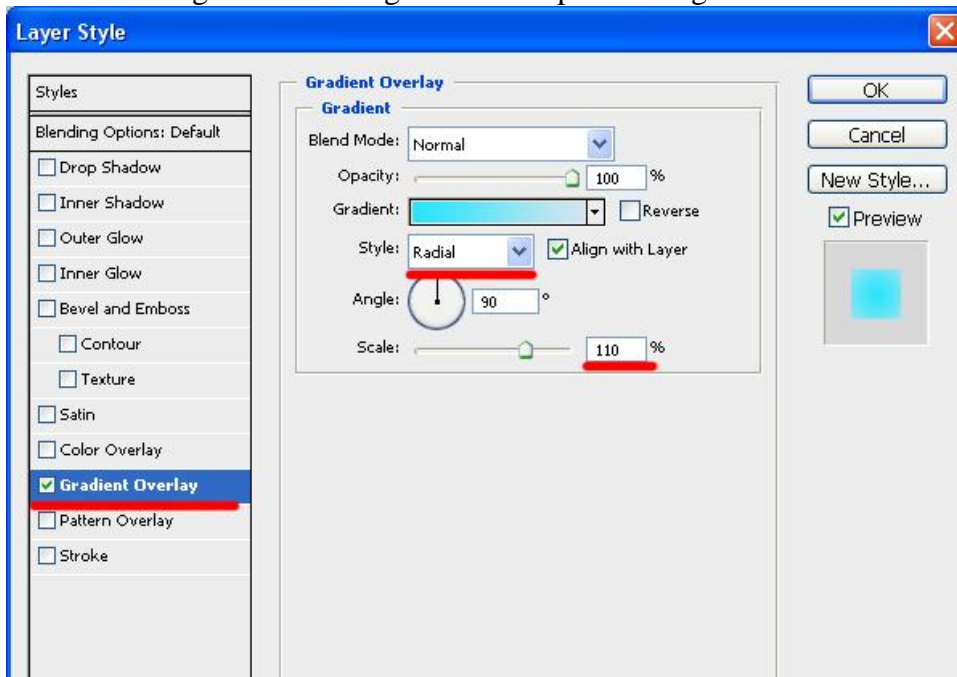 Layer Style
Styles
Blending Options: Default
Drop Shadow
Inner Shadow
Outer Glow
Inner Glow
Bevel and Emboss
Contour
Texture
Satin
Color Overlay
Gradient Overlay
Pattern Overlay
Stroke
Gradient Overlay
Gradient
Blend Mode: Normal
Opacity: 100 %
Gradient: Reverse
Style: Radial Align with Layer
Angle: 90 °
Scale: 110 %
OK
Cancel
New Style...
Preview